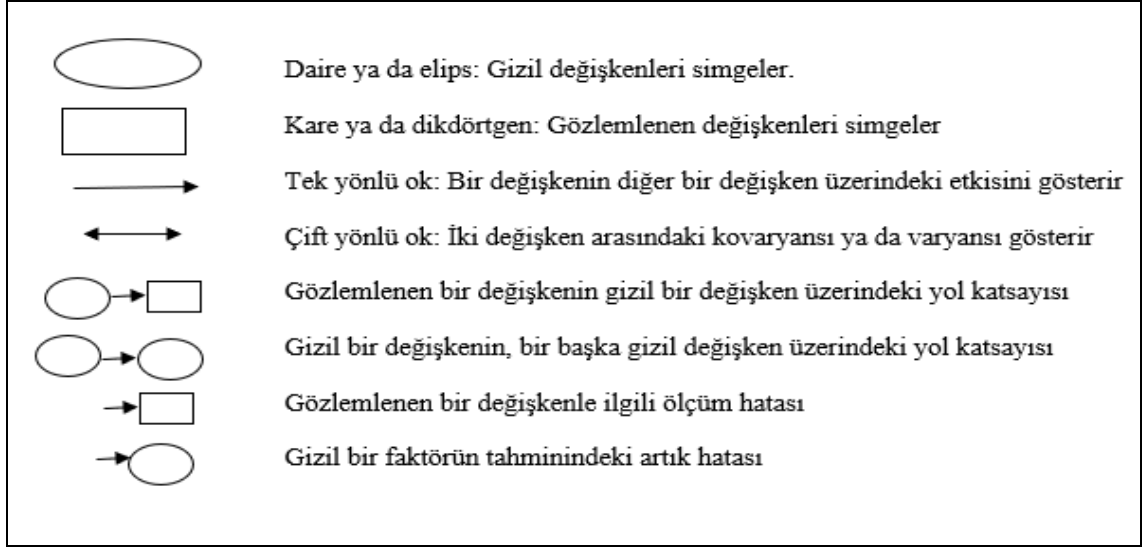 Daire ya da elips: Gizil değişkenleri simgeler.
Kare ya da dikdörtgen: Gözlemlenen değişkenleri simgeler
Tek yönlü ok: Bir değişkenin diğer bir değişken üzerindeki etkisini gösterir
Çift yönlü ok: İki değişken arasındaki kovaryansı ya da varyansı gösterir
Gözlemlenen bir değişkenin gizil bir değişken üzerindeki yol katsayısı
Gizil bir değişkenin, bir başka gizil değişken üzerindeki yol katsayısı
Gözlemlenen bir değişkenle ilgili ölçüm hatası
Gizil bir faktörün tahminindeki artık hatası